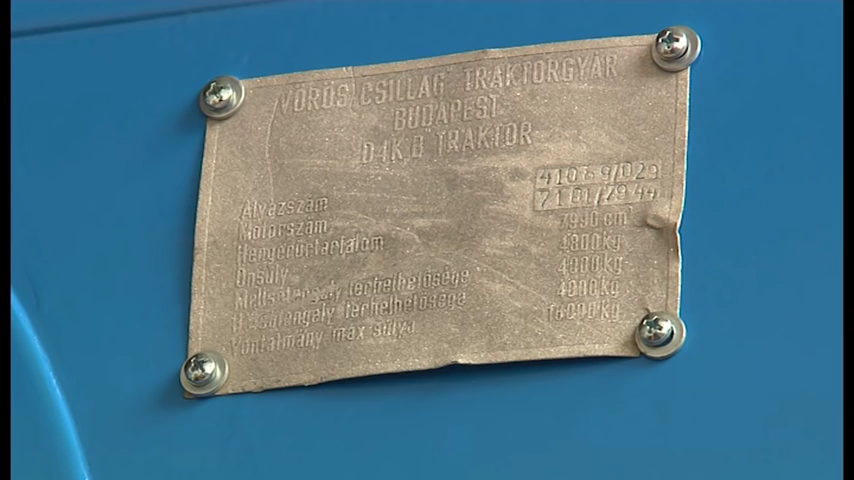 VÖRÖS CSILLAG TRAKTORGYÁR
BUDAPEST
"D4K,B" TRAKTOR
Alvázszám
Motorszám
Hengerűrtartalom 7990 cm³
Önsúly 4800 kg
Mellsőtengely terhelhetősége 4000 kg
Hátsótengely terhelhetősége 4000 kg
Vontatmány max súlya 16000 kg